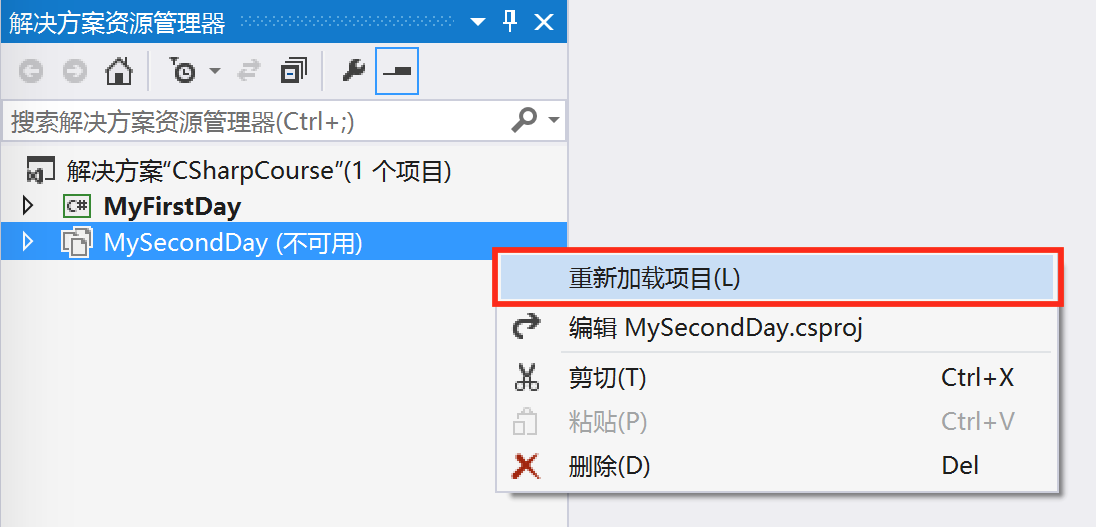 解决方案资源管理器
搜索解决方案资源管理器(Ctrl+;)
解决方案“CSharpCourse”(1 个项目)
C# MyFirstDay
MySecondDay (不可用)
重新加载项目(L)
编辑 MySecondDay.csproj
剪切(T) Ctrl+X
粘贴(P) Ctrl+V
删除(D) Del